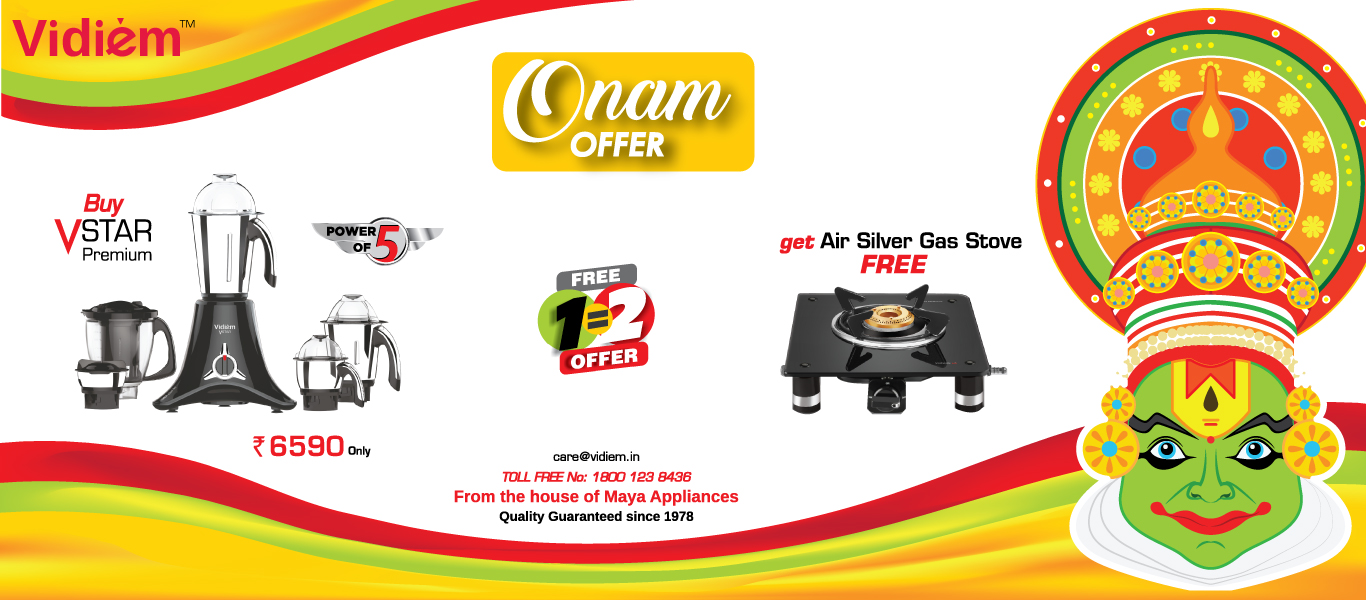 Vidiem™
Onam
OFFER
Buy
VSTAR
Premium
POWER
OF 5
Vidiem
₹ 6590 Only
FREE
1=2
OFFER
get Air Silver Gas Stove
FREE
care@vidiem.in
TOLL FREE No: 1800 123 8436
From the house of Maya Appliances
Quality Guaranteed since 1978